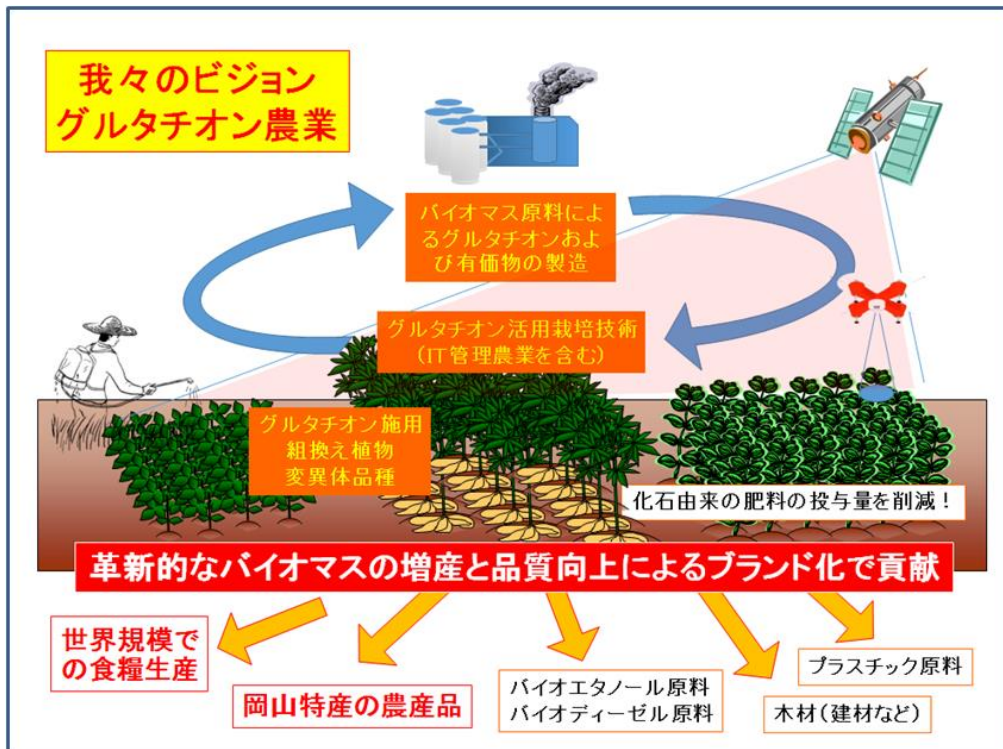 我々のビジョン
グルタチオン農業
バイオマス原料によ
るグルタチオンおよ
び有価物の製造
グルタチオン活用栽培技術
（IT管理農業を含む）
グルタチオン施用
組換え植物
変異体品種
化石由来の肥料の投与量を削減！
革新的なバイオマスの増産と品質向上によるブランド化で貢献
世界規模で
の食糧生産
岡山特産の農産品
バイオエタノール原料
バイオディーゼル原料
プラスチック原料
木材（建材など）